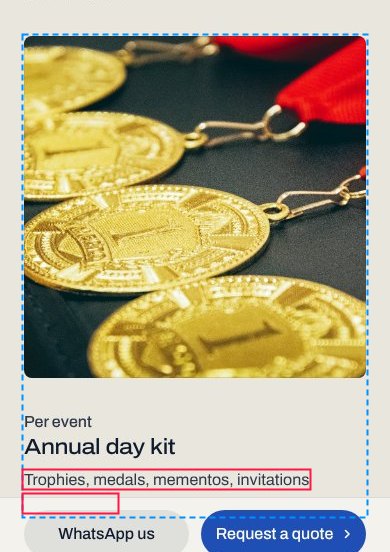 Per event
Annual day kit
Trophies, medals, mementos, invitations
WhatsApp us
Request a quote